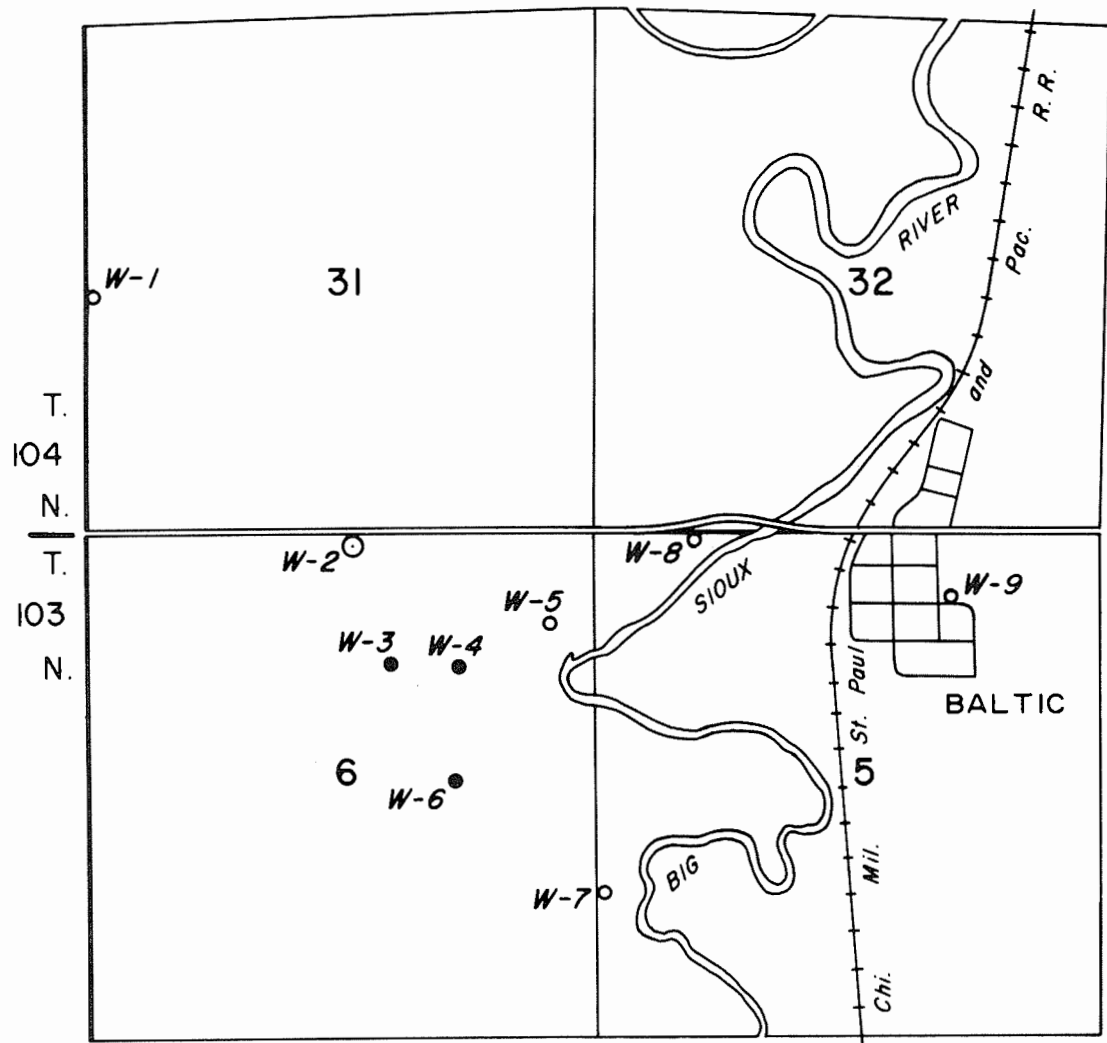 R. R.
RIVER
Pac.
W-1
31
32
and
T.
104
N.
T.
103
N.
W-2
W-8
SIOUX
W-5
W-9
W-3
W-4
St. Paul
BALTIC
6
W-6
5
BIG
Mil.
W-7
Chi.